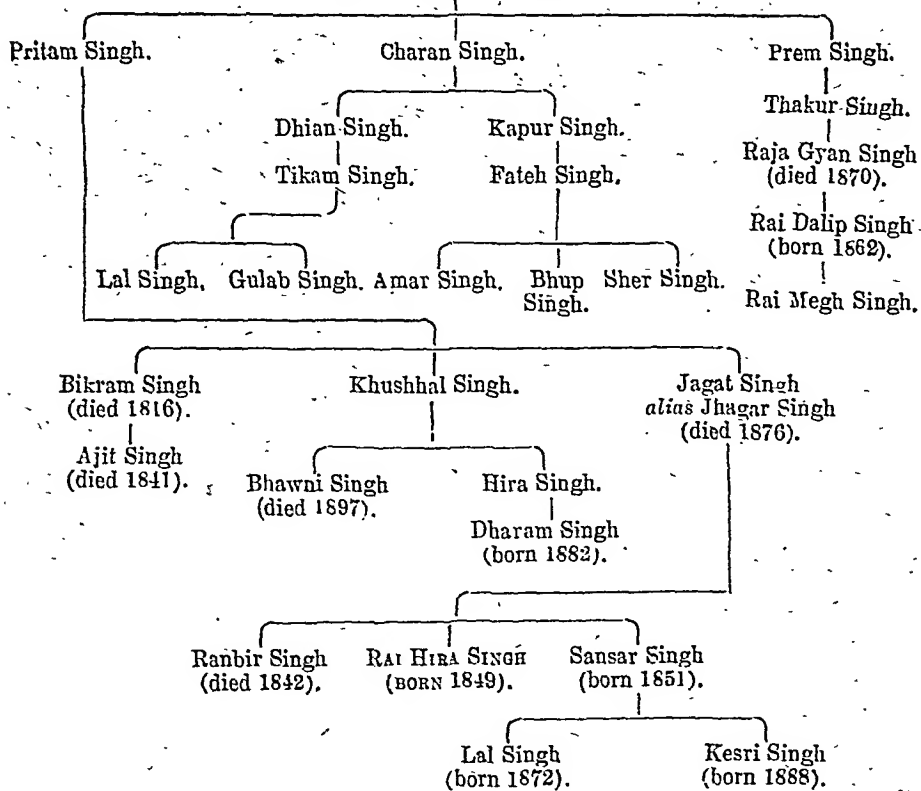 Pritam Singh. Charan Singh. Prem Singh.
Thakur Singh.
Dhian Singh. Kapur Singh.
Raja Gyan Singh
(died 1870).
Tikam Singh. Fateh Singh.
Rai Dalip Singh
(born 1862).
Lal Singh. Gulab Singh. Amar Singh. Bhup Sher Singh.
Singh.
Rai Megh Singh.
Bikram Singh Khushhal Singh. Jagat Singh
(died 1816). alias Jhagar Singh
(died 1876).
Ajit Singh
(died 1841).
Bhawni Singh Hira Singh.
(died 1897).
Dharam Singh
(born 1882).
Ranbir Singh RAI HIRA SINGH Sansar Singh
(died 1842). (BORN 1849). (born 1851).
Lal Singh Kesri Singh
(born 1872). (born 1888).